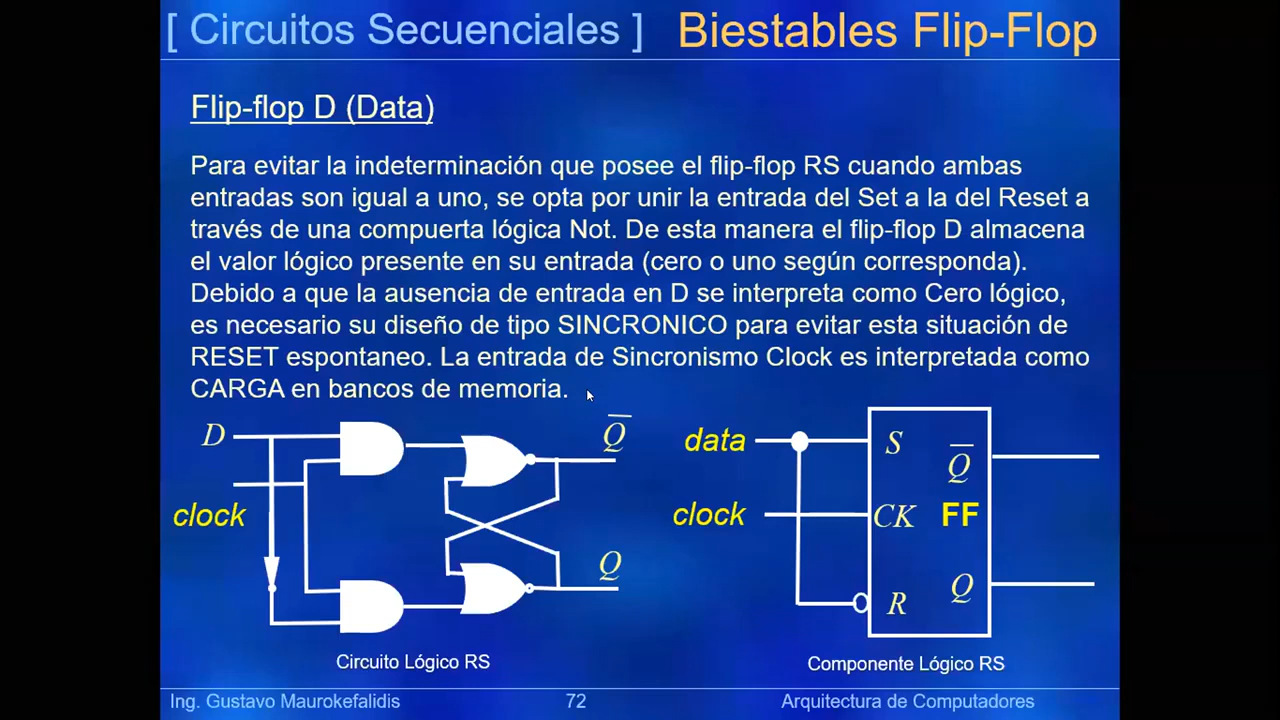 [ Circuitos Secuenciales ] Biestables Flip-Flop
Flip-flop D (Data)
Para evitar la indeterminación que posee el flip-flop RS cuando ambas
entradas son igual a uno, se opta por unir la entrada del Set a la del Reset a
través de una compuerta lógica Not. De esta manera el flip-flop D almacena
el valor lógico presente en su entrada (cero o uno según corresponda).
Debido a que la ausencia de entrada en D se interpreta como Cero lógico,
es necesario su diseño de tipo SINCRONICO para evitar esta situación de
RESET espontaneo. La entrada de Sincronismo Clock es interpretada como
CARGA en bancos de memoria.
D
Q̅
clock
Q
Circuito Lógico RS
data
S
Q̅
clock
CK FF
R
Q
Componente Lógico RS
Ing. Gustavo Maurokefalidis 72 Arquitectura de Computadores